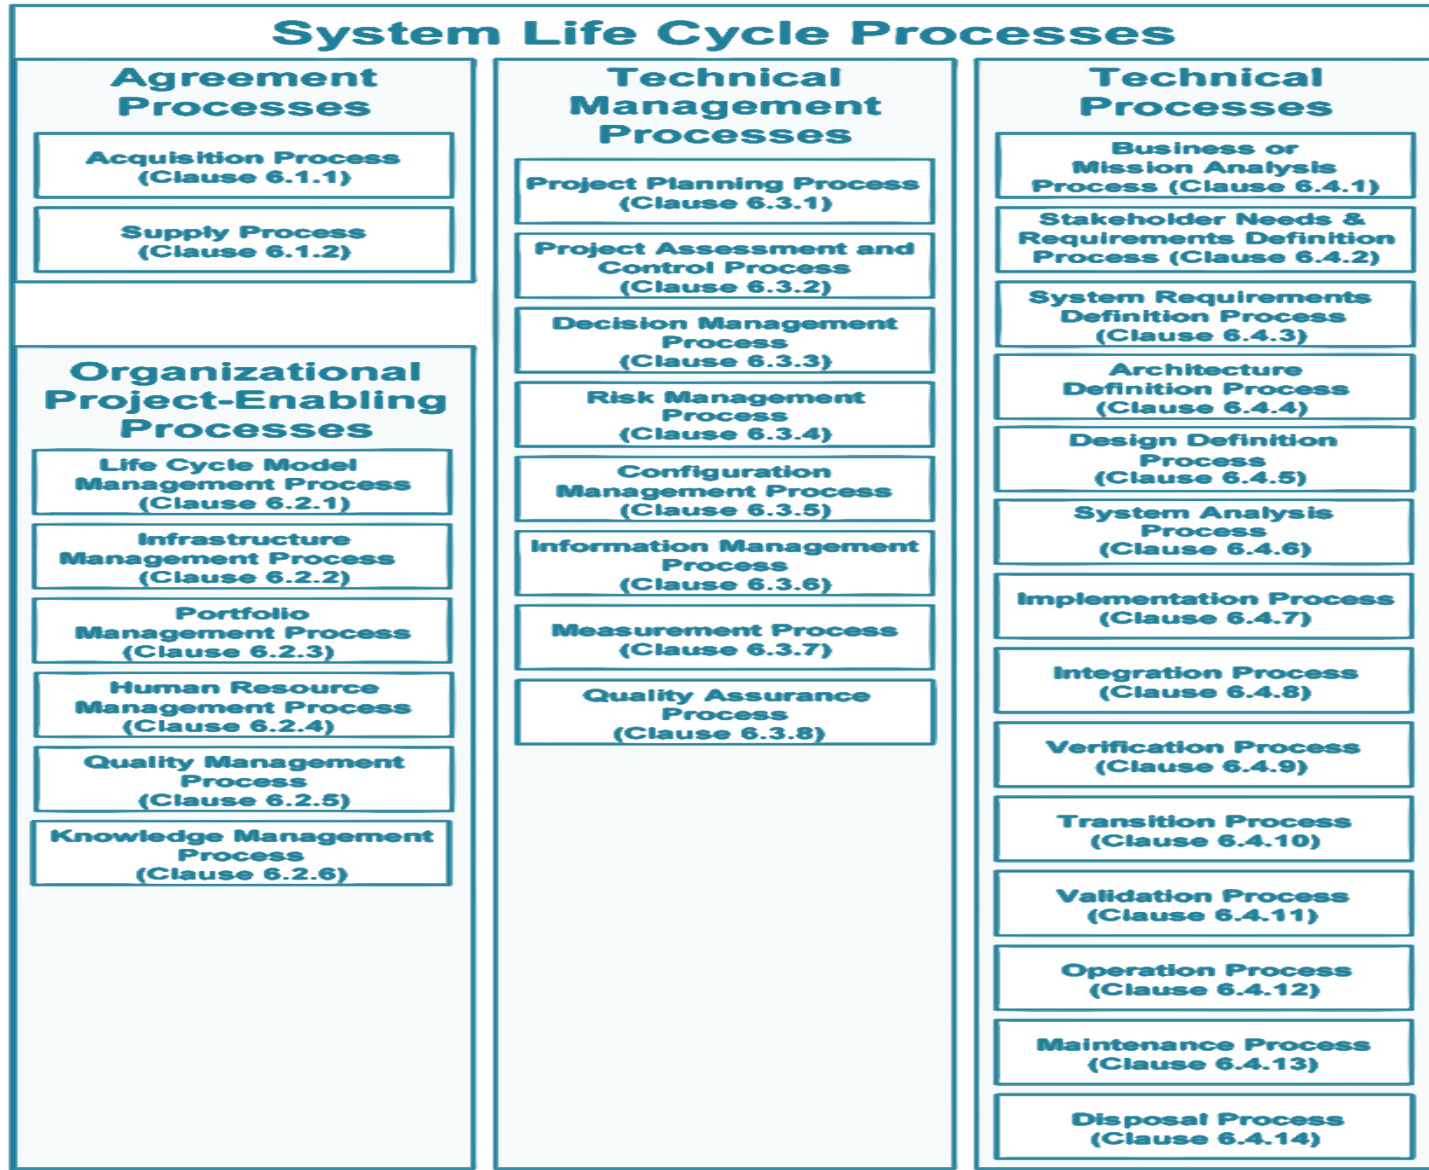 System Life Cycle Processes
Agreement
Processes
Acquisition Process
(Clause 6.1.1)
Supply Process
(Clause 6.1.2)
Organizational
Project-Enabling
Processes
Life Cycle Model
Management Process
(Clause 6.2.1)
Infrastructure
Management Process
(Clause 6.2.2)
Portfolio
Management Process
(Clause 6.2.3)
Human Resource
Management Process
(Clause 6.2.4)
Quality Management
Process
(Clause 6.2.5)
Knowledge Management
Process
(Clause 6.2.6)
Technical
Management
Processes
Project Planning Process
(Clause 6.3.1)
Project Assessment and
Control Process
(Clause 6.3.2)
Decision Management
Process
(Clause 6.3.3)
Risk Management
Process
(Clause 6.3.4)
Configuration
Management Process
(Clause 6.3.5)
Information Management
Process
(Clause 6.3.6)
Measurement Process
(Clause 6.3.7)
Quality Assurance
Process
(Clause 6.3.8)
Technical
Processes
Business or
Mission Analysis
Process (Clause 6.4.1)
Stakeholder Needs &
Requirements Definition
Process (Clause 6.4.2)
System Requirements
Definition Process
(Clause 6.4.3)
Architecture
Definition Process
(Clause 6.4.4)
Design Definition
Process
(Clause 6.4.5)
System Analysis
Process
(Clause 6.4.6)
Implementation Process
(Clause 6.4.7)
Integration Process
(Clause 6.4.8)
Verification Process
(Clause 6.4.9)
Transition Process
(Clause 6.4.10)
Validation Process
(Clause 6.4.11)
Operation Process
(Clause 6.4.12)
Maintenance Process
(Clause 6.4.13)
Disposal Process
(Clause 6.4.14)